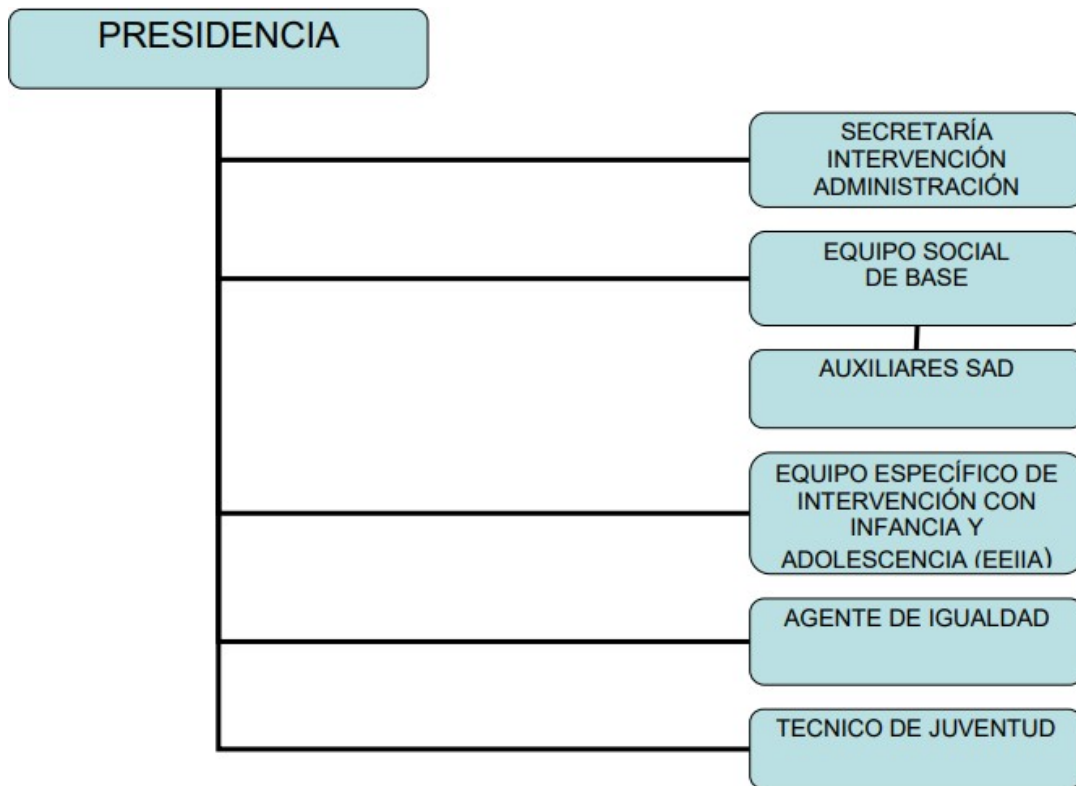 PRESIDENCIA
SECRETARÍA
INTERVENCIÓN
ADMINISTRACIÓN
EQUIPO SOCIAL
DE BASE
AUXILIARES SAD
EQUIPO ESPECÍFICO DE
INTERVENCIÓN CON
INFANCIA Y
ADOLESCENCIA (EEIIA)
AGENTE DE IGUALDAD
TECNICO DE JUVENTUD